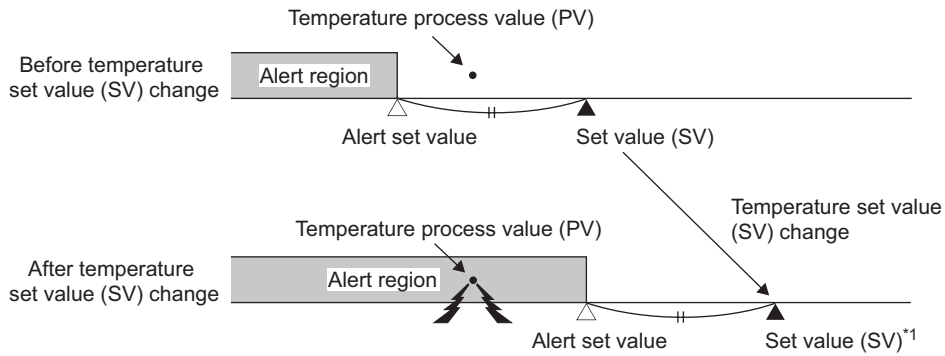 Temperature process value (PV)
Before temperature
set value (SV) change
Alert region
Alert set value
Set value (SV)
Temperature set value
(SV) change
Temperature process value (PV)
After temperature
set value (SV) change
Alert region
Alert set value
Set value (SV)*1